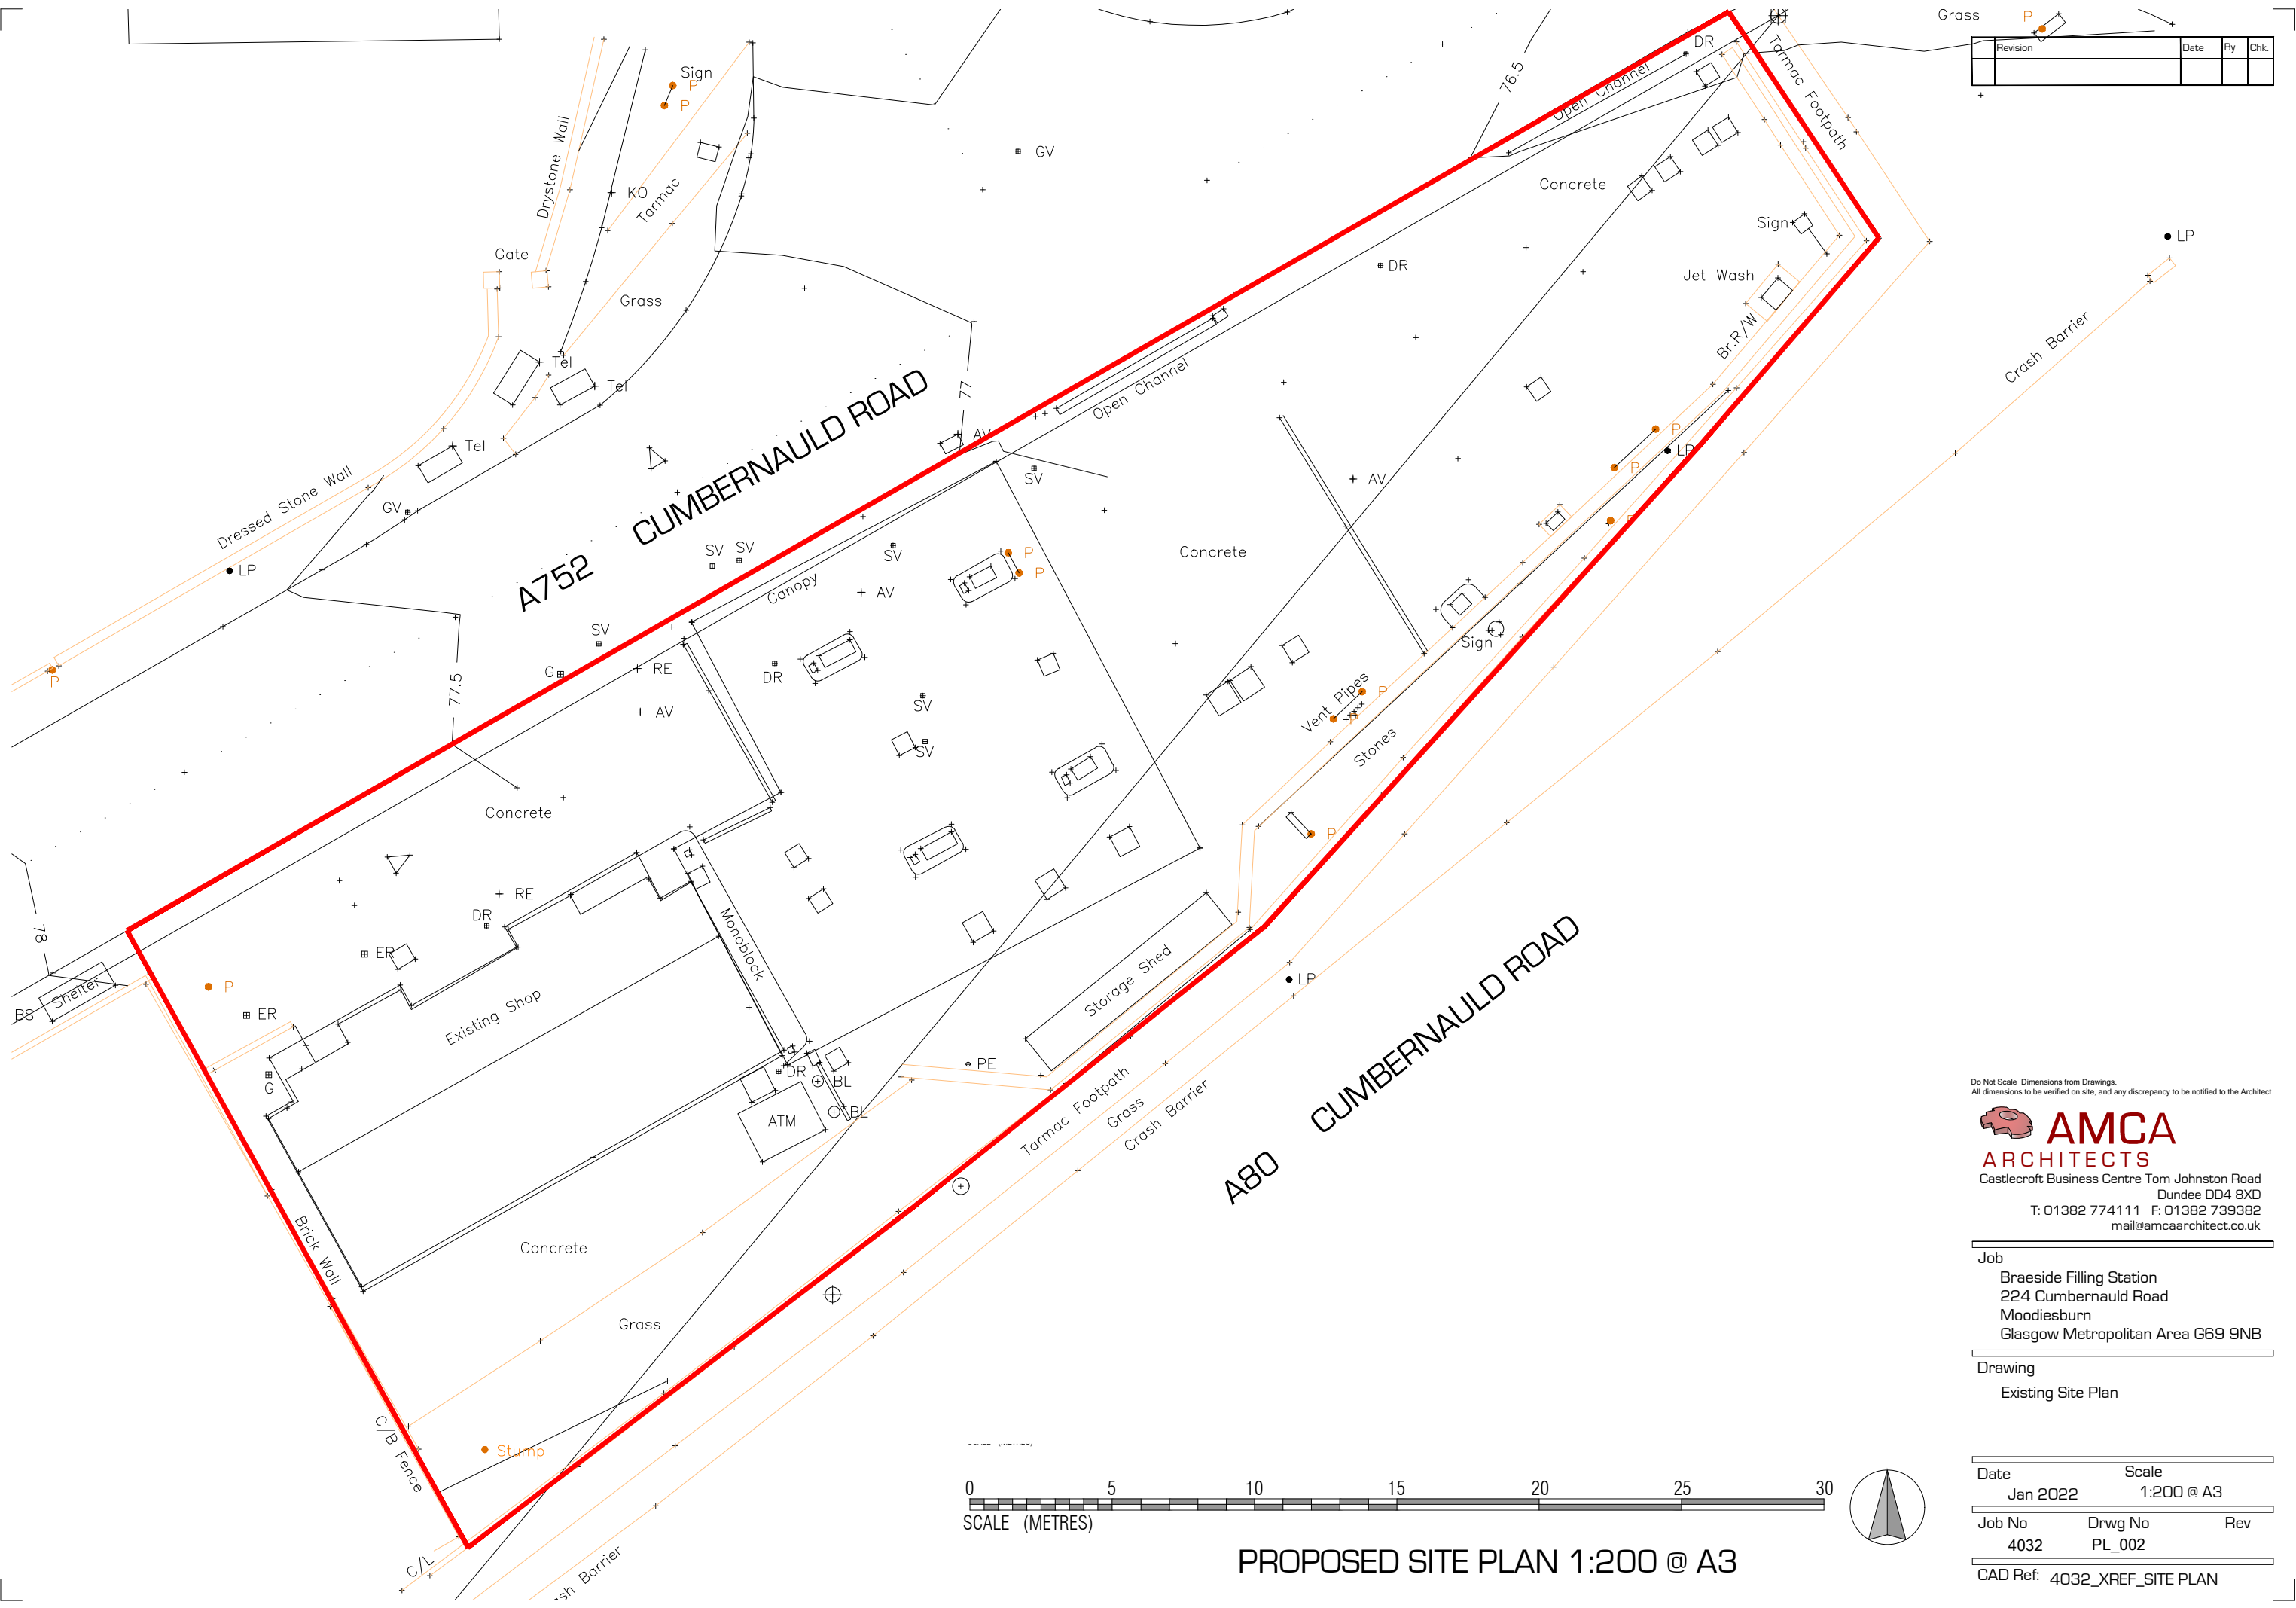 Grass
P
Revision
Date
By
Chk.
DR
Tarmac Footpath
Sign
P
P
76.5
Open Channel
Drystone Wall
GV
KO
Tarmac
Concrete
Sign
LP
Gate
DR
Jet Wash
Grass
Br.R/W
Crash Barrier
Tel
Tel
77
Open Channel
CUMBERNAULD ROAD
A752
Tel
AV
P
LP
P
SV
AV
Dressed Stone Wall
GV
P
SV
SV
SV
Concrete
P
P
LP
Canopy
AV
SV
Sign
G
RE
DR
P
77.5
SV
Vent Pipes
P
P
AV
SV
Stones
Concrete
P
RE
DR
Monoblock
78
ER
Storage Shed
CUMBERNAULD ROAD
A80
LP
Shelter
P
BS
ER
Existing Shop
G
DR
BL
BL
PE
ATM
Tarmac Footpath
Grass
Crash Barrier
Brick Wall
Concrete
Grass
C/B Fence
Stump
C/L
ash Barrier
0 5 10 15 20 25 30
SCALE (METRES)
PROPOSED SITE PLAN 1:200 @ A3
Do Not Scale Dimensions from Drawings.
All dimensions to be verified on site, and any discrepancy to be notified to the Architect.
AMCA
ARCHITECTS
Castlecroft Business Centre Tom Johnston Road
Dundee DD4 8XD
T: 01382 774111 F: 01382 739382
mail@amcaarchitect.co.uk
Job
Braeside Filling Station
224 Cumbernauld Road
Moodiesburn
Glasgow Metropolitan Area G69 9NB
Drawing
Existing Site Plan
Date
Scale
Jan 2022
1:200 @ A3
Job No
Drwg No
Rev
4032
PL_002
CAD Ref: 4032_XREF_SITE PLAN